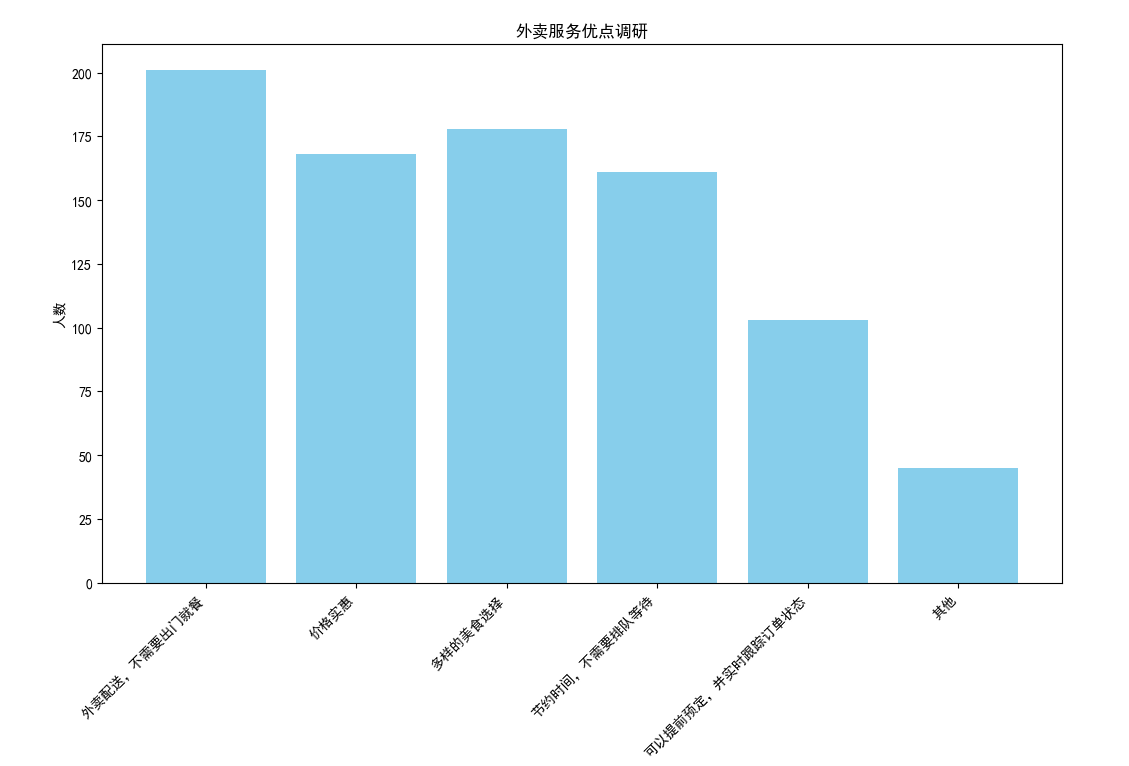 外卖服务优点调研
人数
200
175
150
125
100
75
50
25
0
外卖配送，不需要出门就餐
价格实惠
多样的美食选择
节约时间，不需要排队等待
可以提前预定，并实时跟踪订单状态
其他